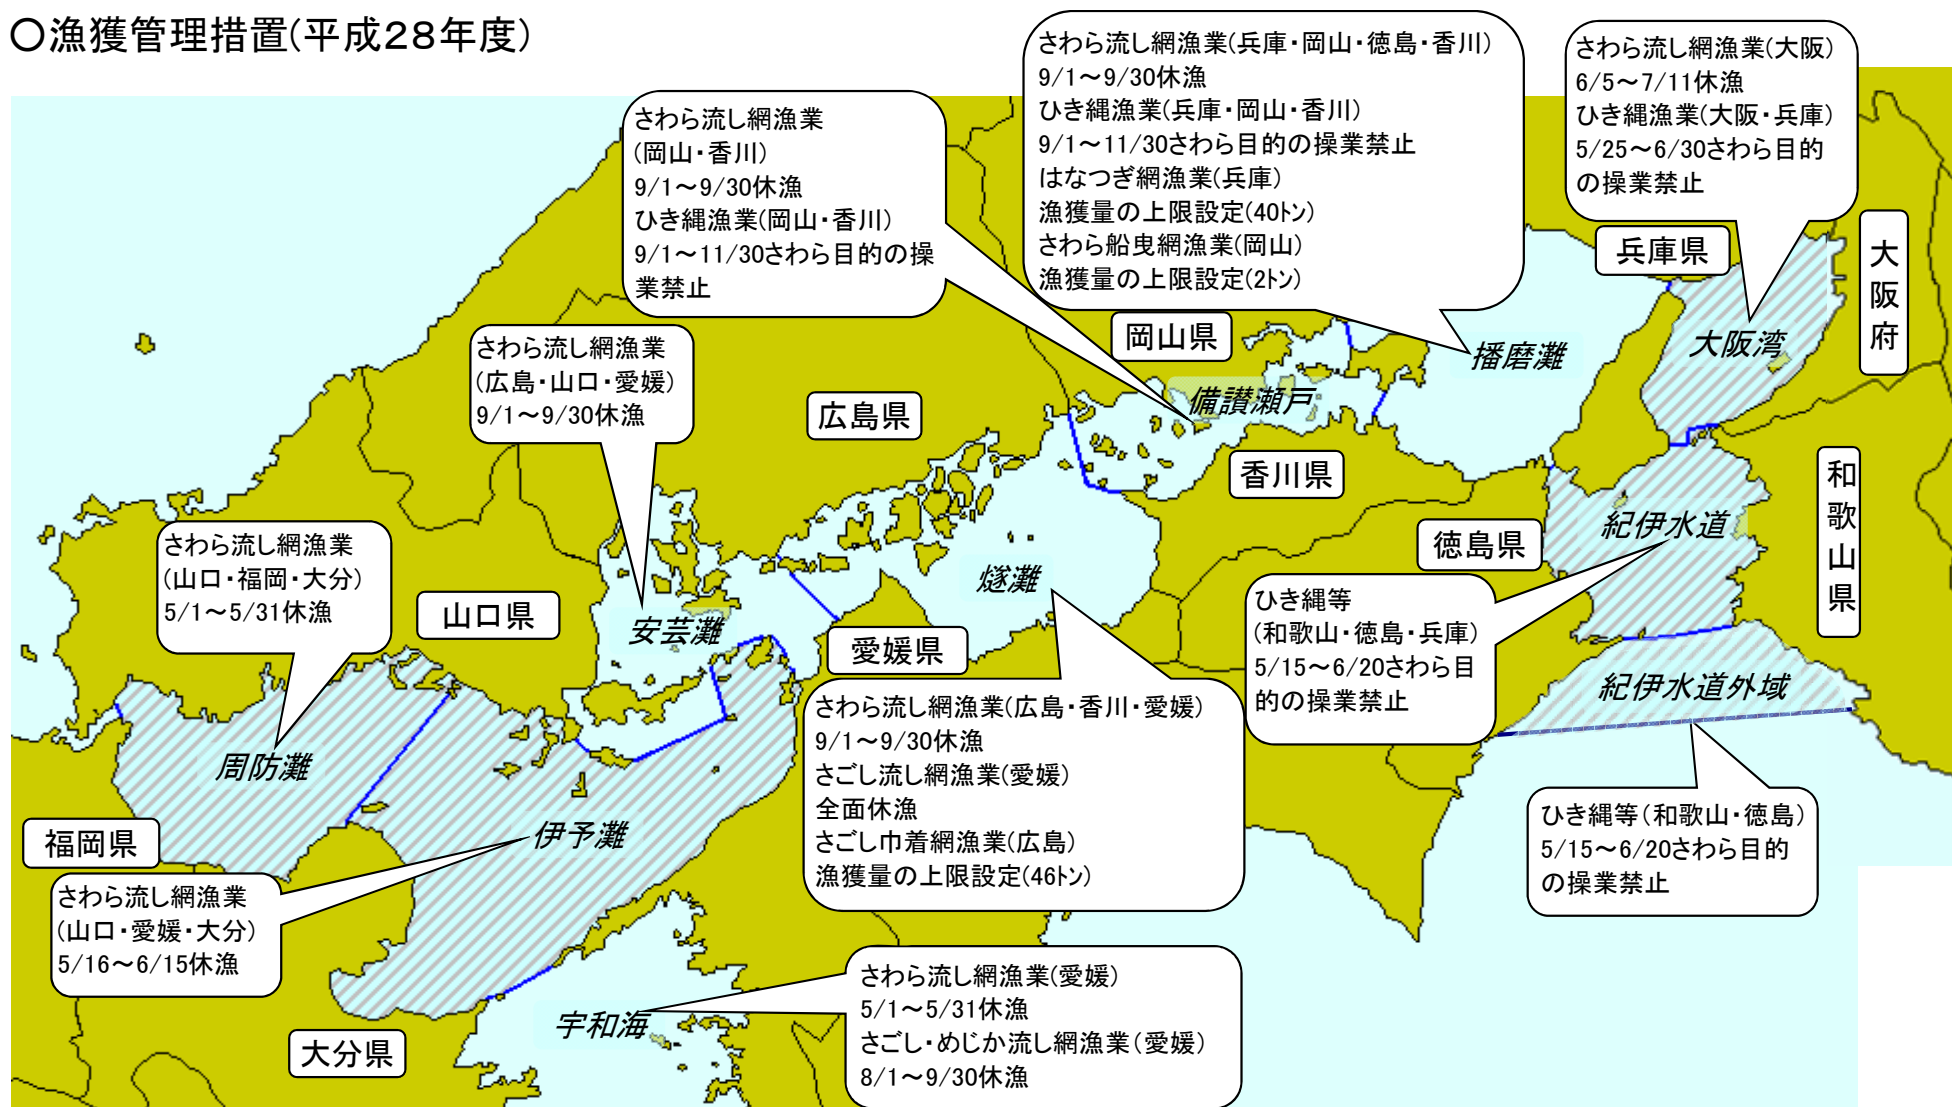 〇漁獲管理措置(平成28年度)
さわら流し網漁業(兵庫・岡山・徳島・香川)
9/1～9/30休漁
ひき縄漁業(兵庫・岡山・香川)
9/1～11/30さわら目的の操業禁止
はなつぎ網漁業(兵庫)
漁獲量の上限設定(40トン)
さわら船曳網漁業(岡山)
漁獲量の上限設定(2トン)
さわら流し網漁業(大阪)
6/5～7/11休漁
ひき縄漁業(大阪・兵庫)
5/25～6/30さわら目的
の操業禁止
さわら流し網漁業
(岡山・香川)
9/1～9/30休漁
ひき縄漁業(岡山・香川)
9/1～11/30さわら目的の操
業禁止
兵庫県
大阪府
岡山県
播磨灘
大阪湾
さわら流し網漁業
(広島・山口・愛媛)
9/1～9/30休漁
広島県
備讃瀬戸
香川県
和歌山県
紀伊水道
徳島県
さわら流し網漁業
(山口・福岡・大分)
5/1～5/31休漁
山口県
安芸灘
燧灘
愛媛県
ひき縄等
(和歌山・徳島・兵庫)
5/15～6/20さわら目
的の操業禁止
紀伊水道外域
さわら流し網漁業(広島・香川・愛媛)
9/1～9/30休漁
さごし流し網漁業(愛媛)
全面休漁
さごし巾着網漁業(広島)
漁獲量の上限設定(46トン)
周防灘
伊予灘
福岡県
ひき縄等(和歌山・徳島)
5/15～6/20さわら目的
の操業禁止
さわら流し網漁業
(山口・愛媛・大分)
5/16～6/15休漁
さわら流し網漁業(愛媛)
5/1～5/31休漁
さごし・めじか流し網漁業(愛媛)
8/1～9/30休漁
宇和海
大分県